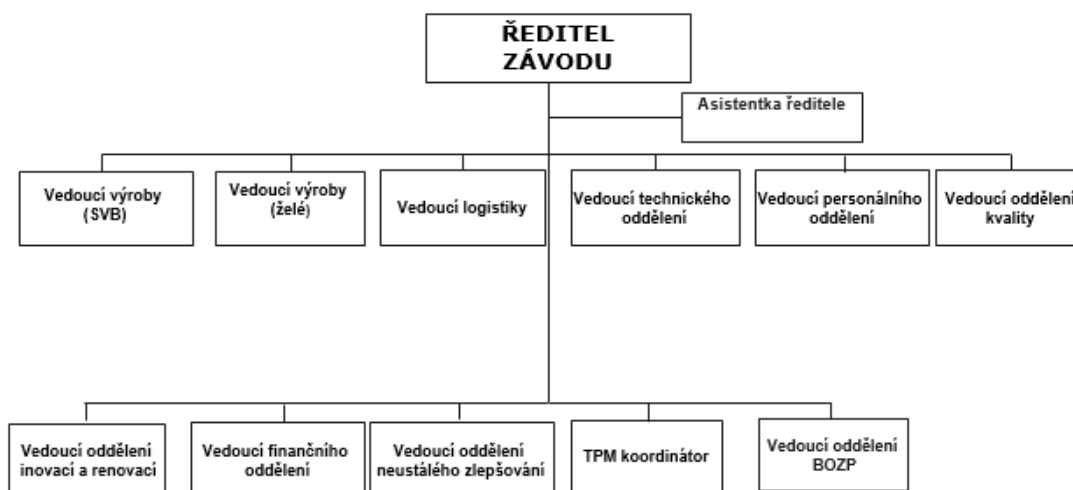 ŘEDITEL
ZÁVODU
Asistentka ředitele
Vedoucí výroby
(SVB)
Vedoucí výroby
(želé)
Vedoucí logistiky
Vedoucí technického
oddělení
Vedoucí personálního
oddělení
Vedoucí oddělení
kvality
Vedoucí oddělení
inovací a renovací
Vedoucí finančního
oddělení
Vedoucí oddělení
neustálého zlepšování
TPM koordinátor
Vedoucí oddělení
BOZP